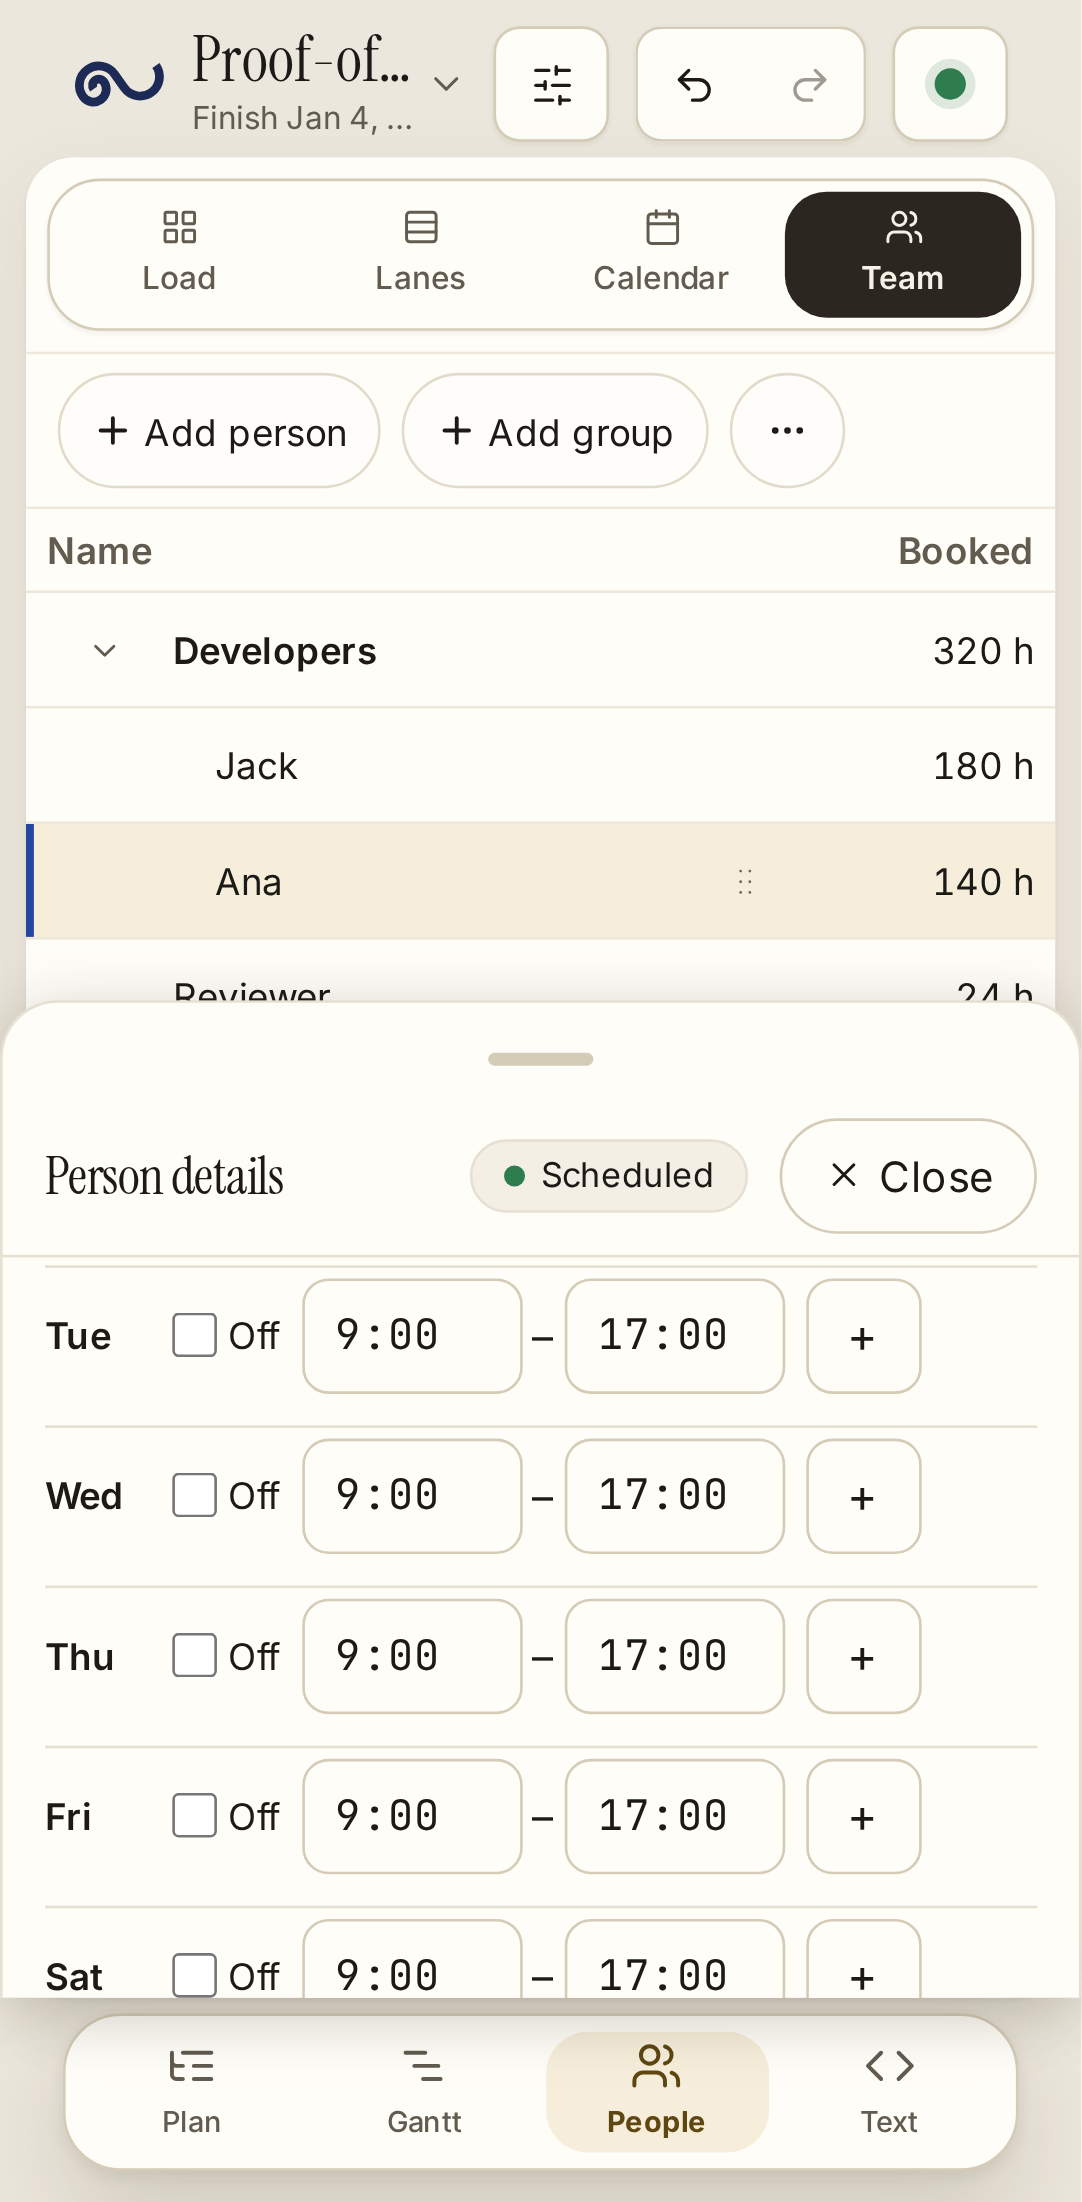 Proof-of...
Finish Jan 4, ...
Load
Lanes
Calendar
Team
+ Add person
+ Add group
...
Name Booked
Developers 320 h
Jack 180 h
Ana 140 h
Reviewer 24 h
Person details
Scheduled
× Close
Tue Off 9:00 – 17:00 +
Wed Off 9:00 – 17:00 +
Thu Off 9:00 – 17:00 +
Fri Off 9:00 – 17:00 +
Sat Off 9:00 – 17:00 +
Plan
Gantt
People
Text